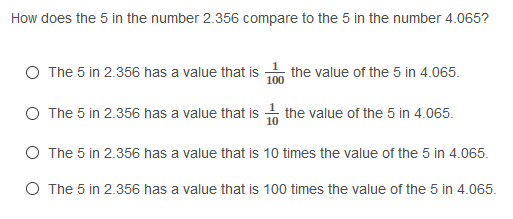 How does the 5 in the number 2.356 compare to the 5 in the number 4.065?
The 5 in 2.356 has a value that is 1/100 the value of the 5 in 4.065.
The 5 in 2.356 has a value that is 1/10 the value of the 5 in 4.065.
The 5 in 2.356 has a value that is 10 times the value of the 5 in 4.065.
The 5 in 2.356 has a value that is 100 times the value of the 5 in 4.065.